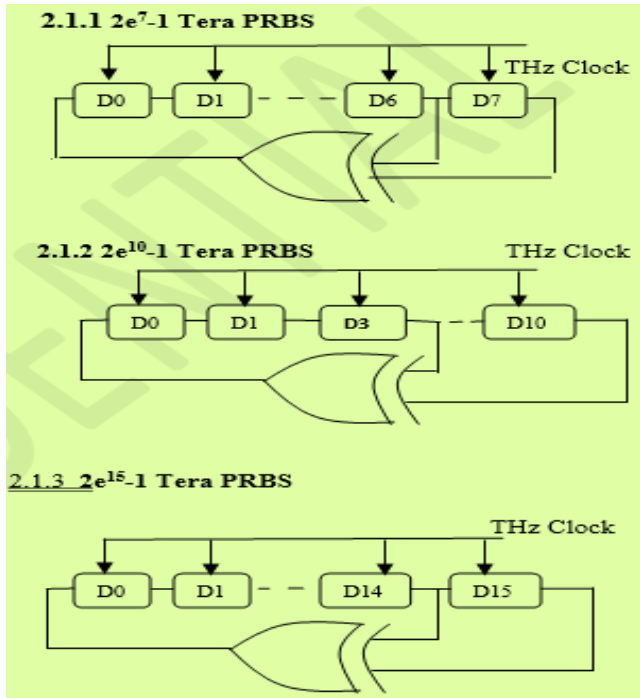 2.1.1 2e⁷-1 Tera PRBS
THz Clock
D0 D1 D6 D7
2.1.2 2e¹⁰-1 Tera PRBS THz Clock
D0 D1 D3 D10
2.1.3 2e¹⁵-1 Tera PRBS
THz Clock
D0 D1 D14 D15